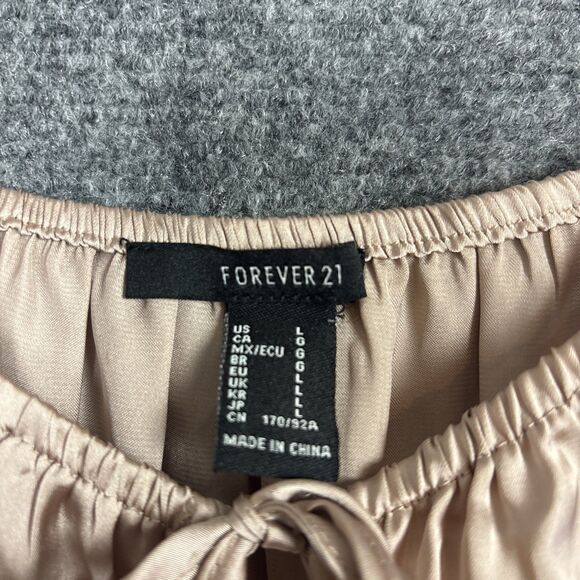 FOREVER 21
US L
CA G
MX/ECU G
BR G
EU L
UK L
KR L
JP L
CN 170/92A
MADE IN CHINA